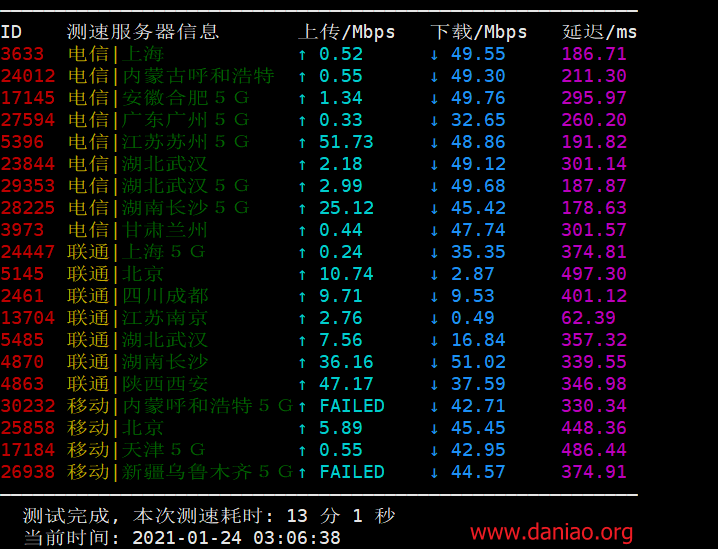 ID 测速服务器信息 上传/Mbps 下载/Mbps 延迟/ms
3633 电信|上海 ↑ 0.52 ↓ 49.55 186.71
24012 电信|内蒙古呼和浩特 ↑ 0.55 ↓ 49.30 211.30
17145 电信|安徽合肥５Ｇ ↑ 1.34 ↓ 49.76 295.97
27594 电信|广东广州５Ｇ ↑ 0.33 ↓ 32.65 260.20
5396 电信|江苏苏州５Ｇ ↑ 51.73 ↓ 48.86 191.82
23844 电信|湖北武汉 ↑ 2.18 ↓ 49.12 301.14
29353 电信|湖北武汉５Ｇ ↑ 2.99 ↓ 49.68 187.87
28225 电信|湖南长沙５Ｇ ↑ 25.12 ↓ 45.42 178.63
3973 电信|甘肃兰州 ↑ 0.44 ↓ 47.74 301.57
24447 联通|上海５Ｇ ↑ 0.24 ↓ 35.35 374.81
5145 联通|北京 ↑ 10.74 ↓ 2.87 497.30
2461 联通|四川成都 ↑ 9.71 ↓ 9.53 401.12
13704 联通|江苏南京 ↑ 2.76 ↓ 0.49 62.39
5485 联通|湖北武汉 ↑ 7.56 ↓ 16.84 357.32
4870 联通|湖南长沙 ↑ 36.16 ↓ 51.02 339.55
4863 联通|陕西西安 ↑ 47.17 ↓ 37.59 346.98
30232 移动|内蒙呼和浩特５Ｇ ↑ FAILED ↓ 42.71 330.34
25858 移动|北京 ↑ 5.89 ↓ 45.45 448.36
17184 移动|天津５Ｇ ↑ 0.55 ↓ 42.95 486.44
26938 移动|新疆乌鲁木齐５Ｇ ↑ FAILED ↓ 44.57 374.91
测试完成, 本次测速耗时: 13 分 1 秒
当前时间: 2021-01-24 03:06:38
www.daniao.org